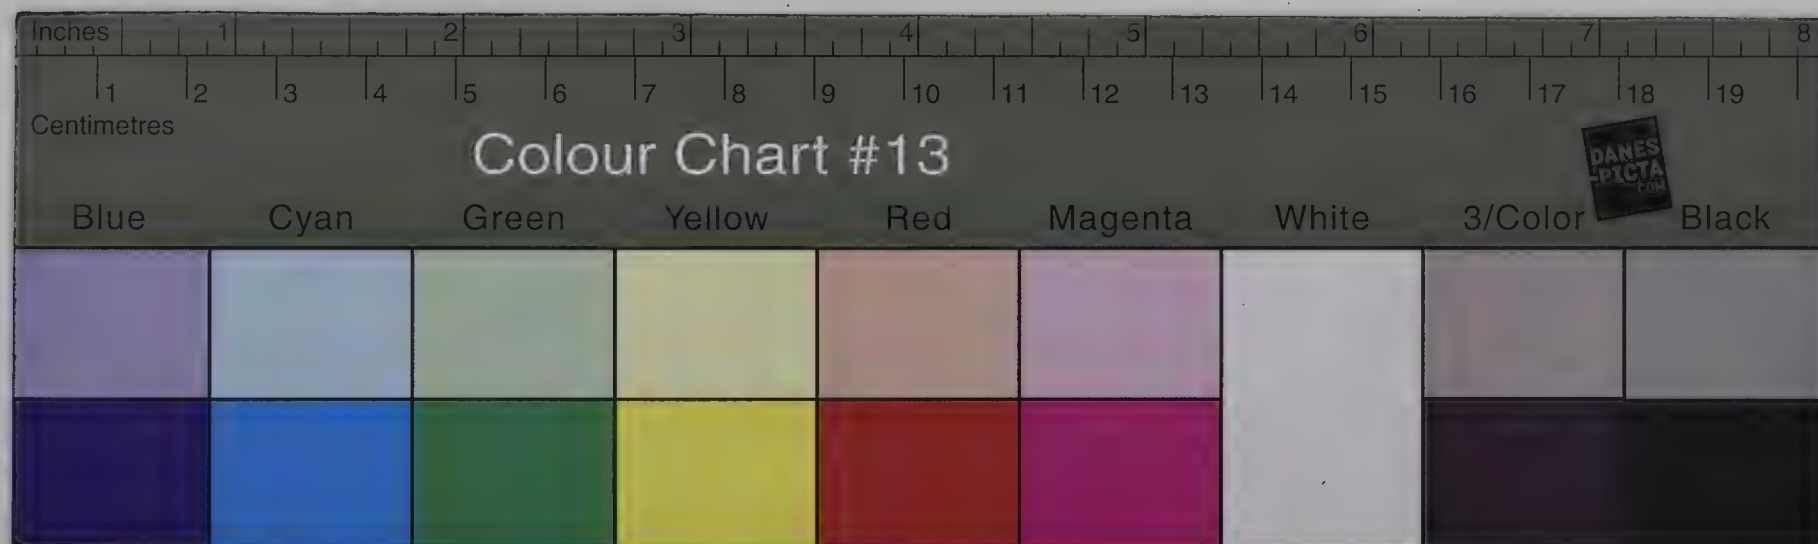 Inches 1 2 3 4 5 6 7 8
1 2 3 4 5 6 7 8 9 10 11 12 13 14 15 16 17 18 19
Centimetres
Colour Chart #13
DANES
-PICTA
.COM
Blue Cyan Green Yellow Red Magenta White 3/Color Black